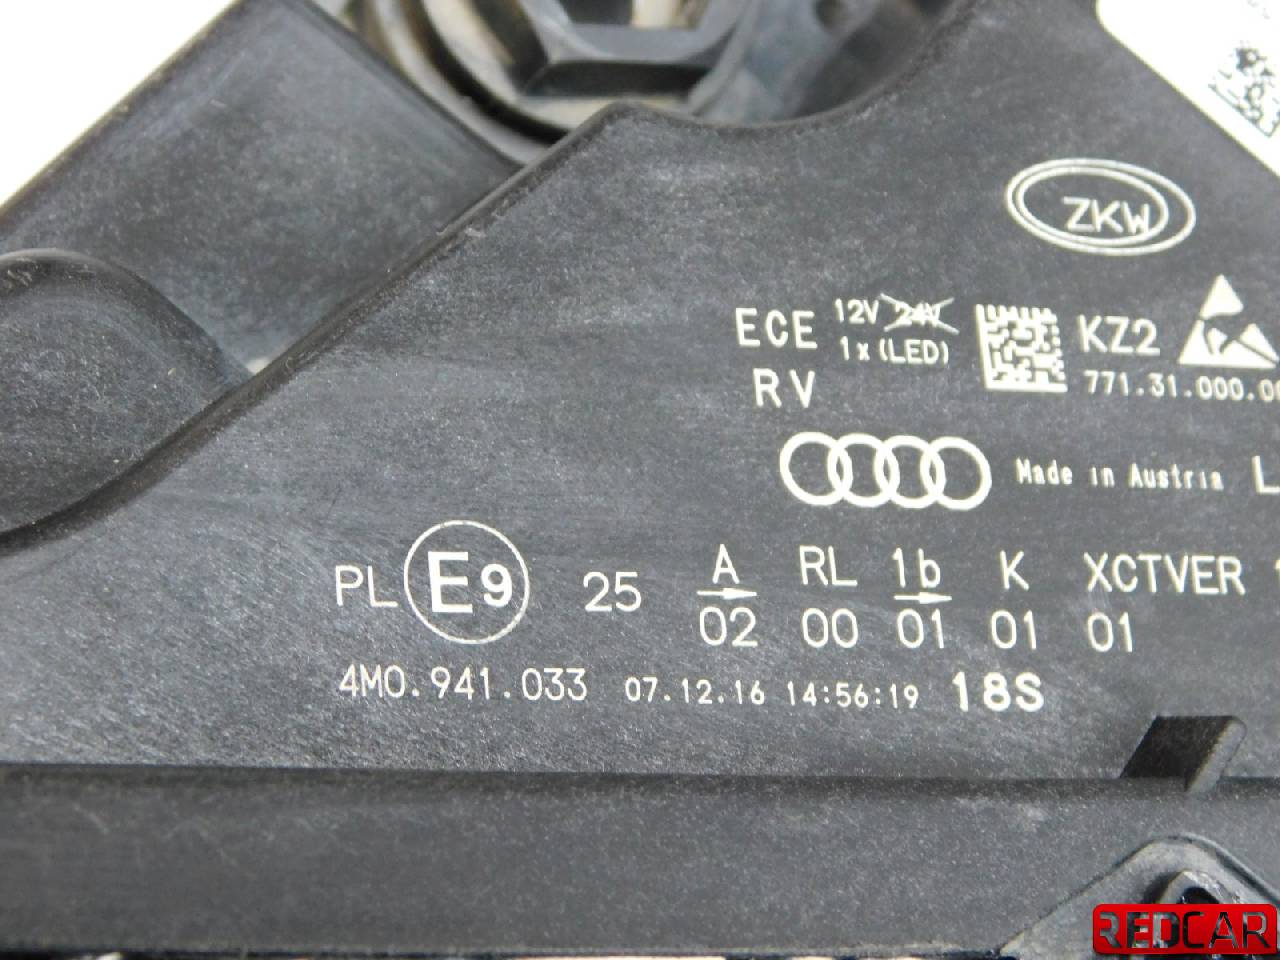 ZKW
ECE 12V 24V
1x (LED)
KZ2
RV
771.31.000.0
Made in Austria L
PL E9 25 A RL 1b K XCTVER
02 00 01 01 01
4M0.941.033 07.12.16 14:56:19 18S
REDCAR